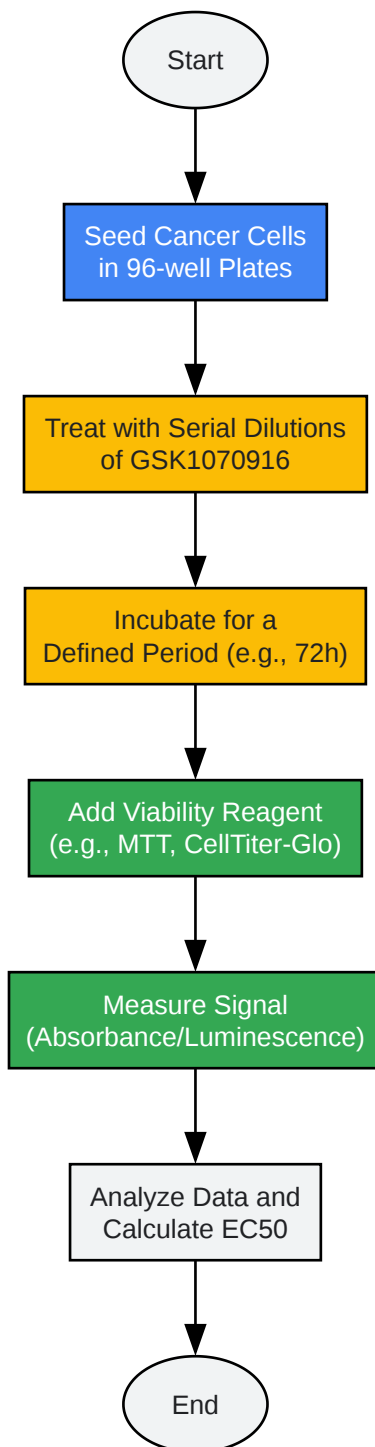 Start
Seed Cancer Cells
in 96-well Plates
Treat with Serial Dilutions
of GSK1070916
Incubate for a
Defined Period (e.g., 72h)
Add Viability Reagent
(e.g., MTT, CellTiter-Glo)
Measure Signal
(Absorbance/Luminescence)
Analyze Data and
Calculate EC50
End